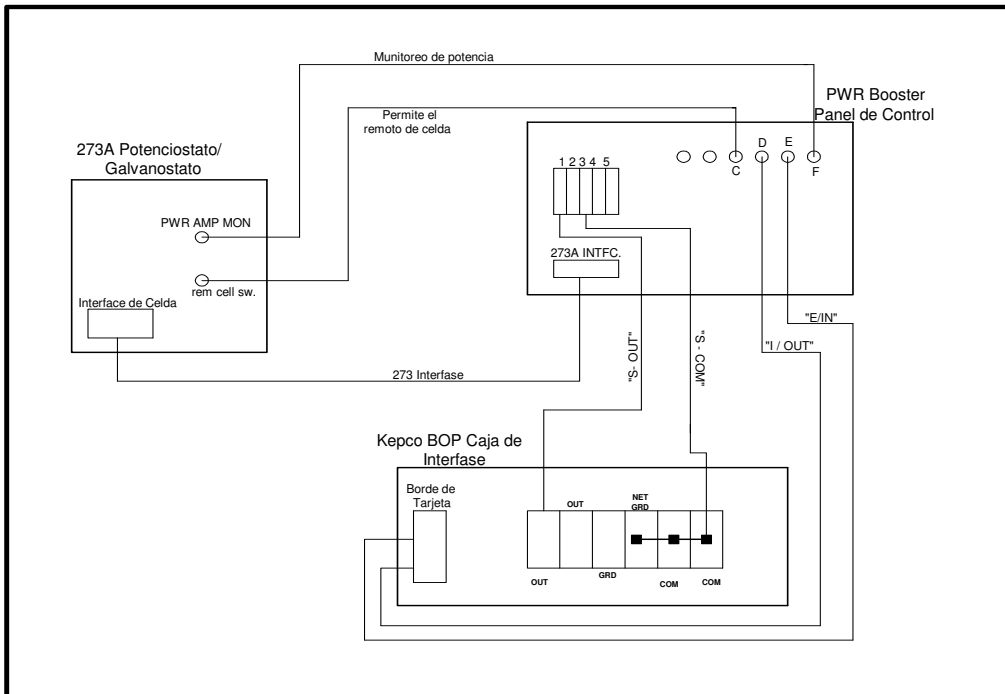 Munitoreo de potencia
PWR Booster
Panel de Control
Permite el
remoto de celda
273A Potenciostato/
Galvanostato
D E
1 2 3 4 5
C
F
PWR AMP MON
273A INTFC.
rem cell sw.
Interface de Celda
"E/IN"
"I / OUT"
"S- OUT"
"S - COM"
273 Interfase
Kepco BOP Caja de
Interfase
Borde de
Tarjeta
OUT
NET
GRD
GRD
OUT
COM
COM